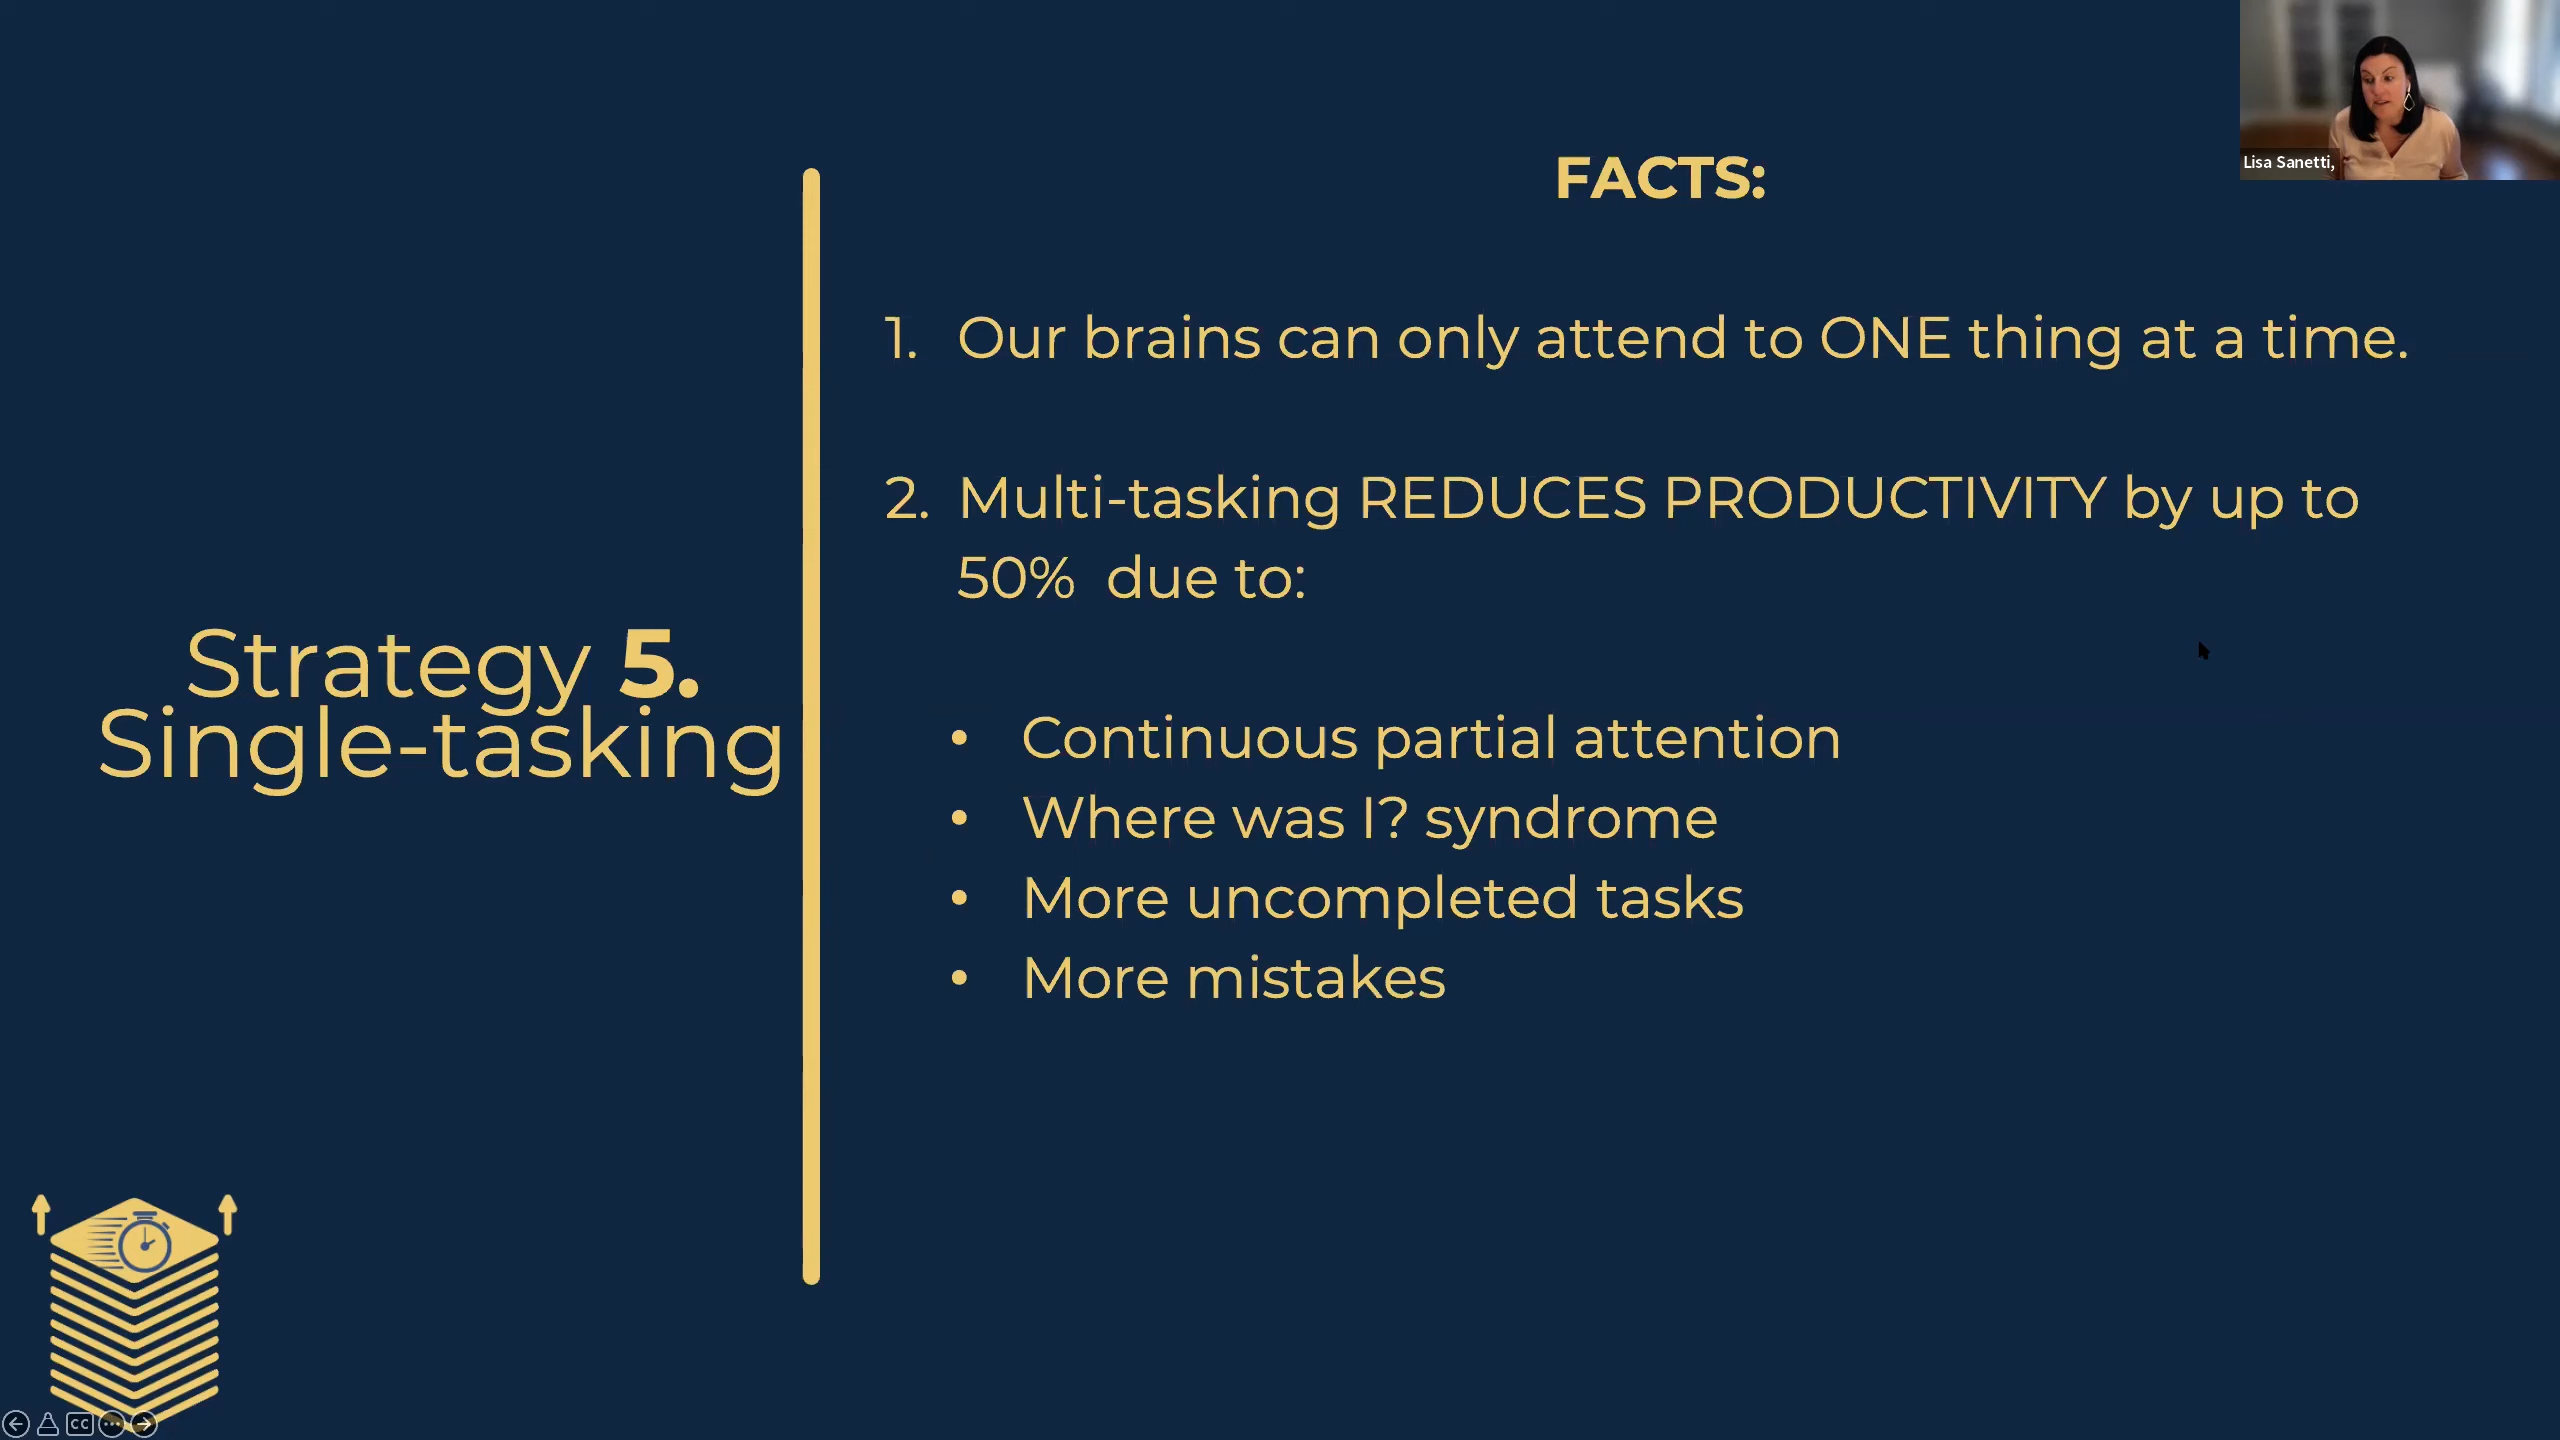 FACTS:
Lisa Sanetti,
1. Our brains can only attend to ONE thing at a time.
2. Multi-tasking REDUCES PRODUCTIVITY by up to
50% due to:
Strategy 5.
Single-tasking
• Continuous partial attention
• Where was I? syndrome
• More uncompleted tasks
• More mistakes
CC